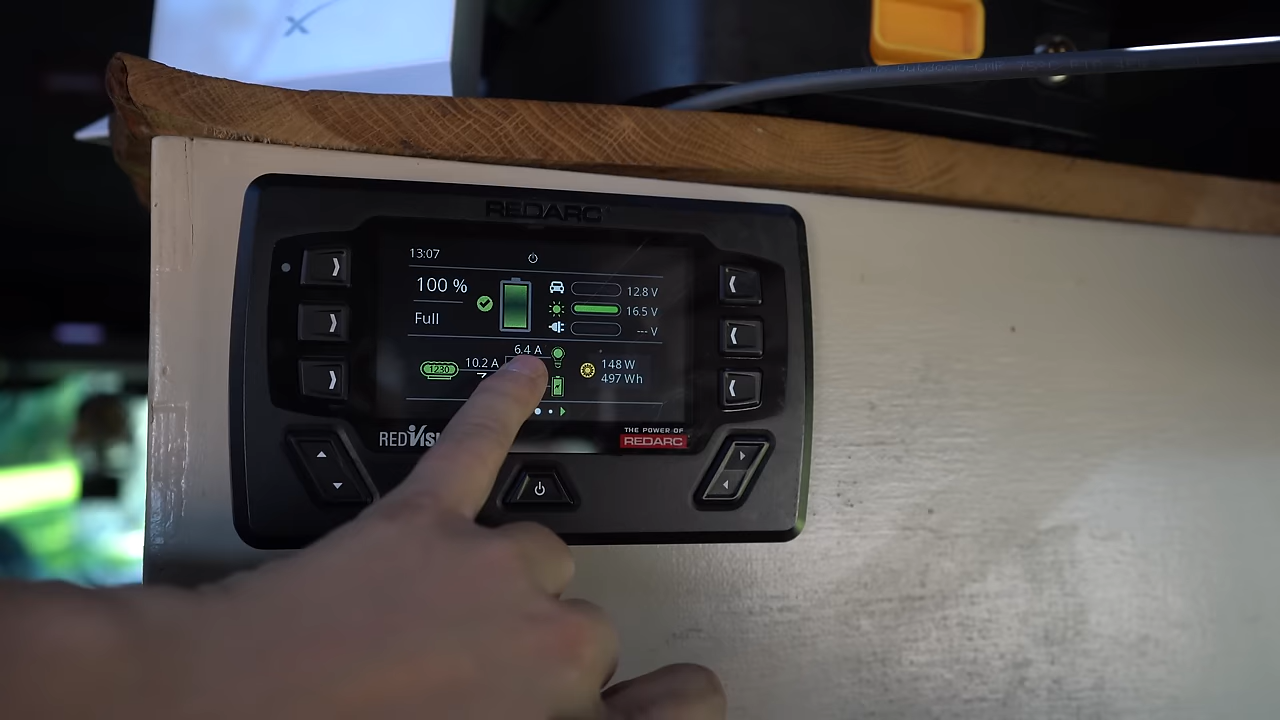 REDARC
13:07
100 %
Full
12.8 V
16.5 V
--- V
6.4 A
1230
10.2 A
148 W
497 Wh
THE POWER OF
REDARC